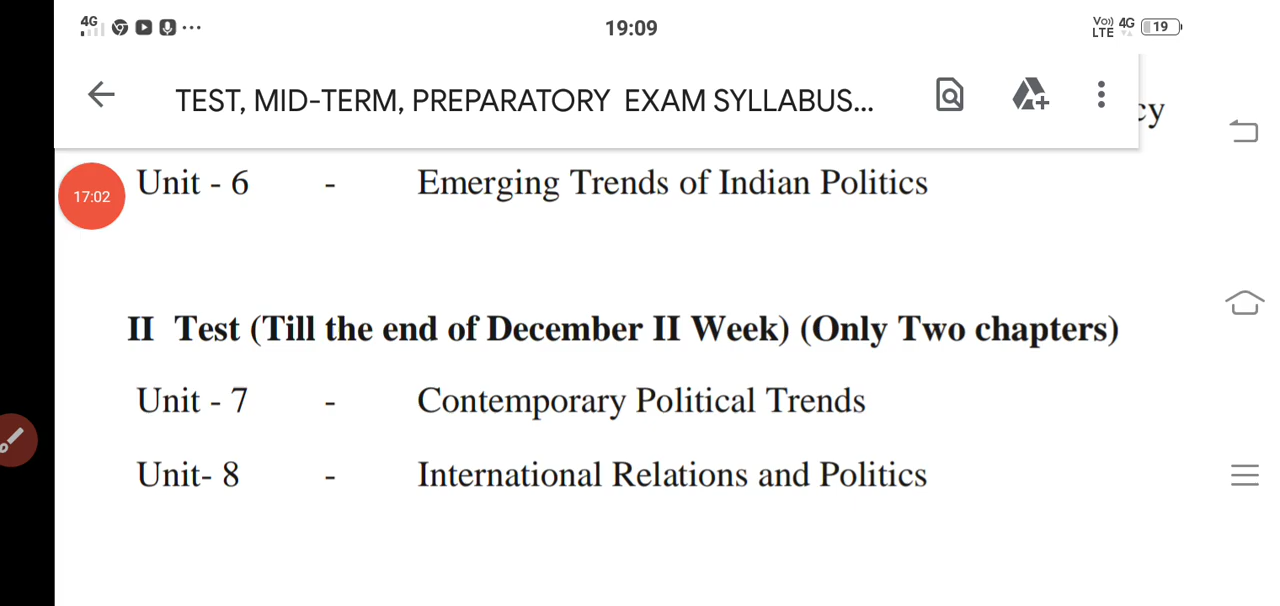 4G 19:09 Vo) LTE 4G 19
TEST, MID-TERM, PREPARATORY EXAM SYLLABUS...
cy
17:02
Unit - 6 - Emerging Trends of Indian Politics
II Test (Till the end of December II Week) (Only Two chapters)
Unit - 7 - Contemporary Political Trends
Unit- 8 - International Relations and Politics